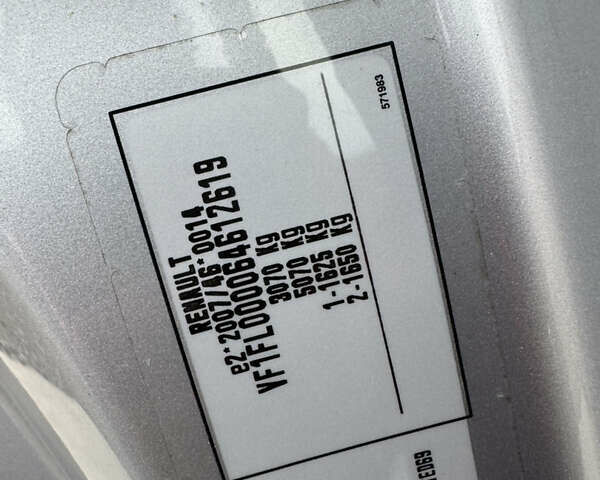 RENAULT
e2*2007/46*0014
VF1FL000064612619
3070 Kg
5070 Kg
1-1625 Kg
2-1650 Kg
571983